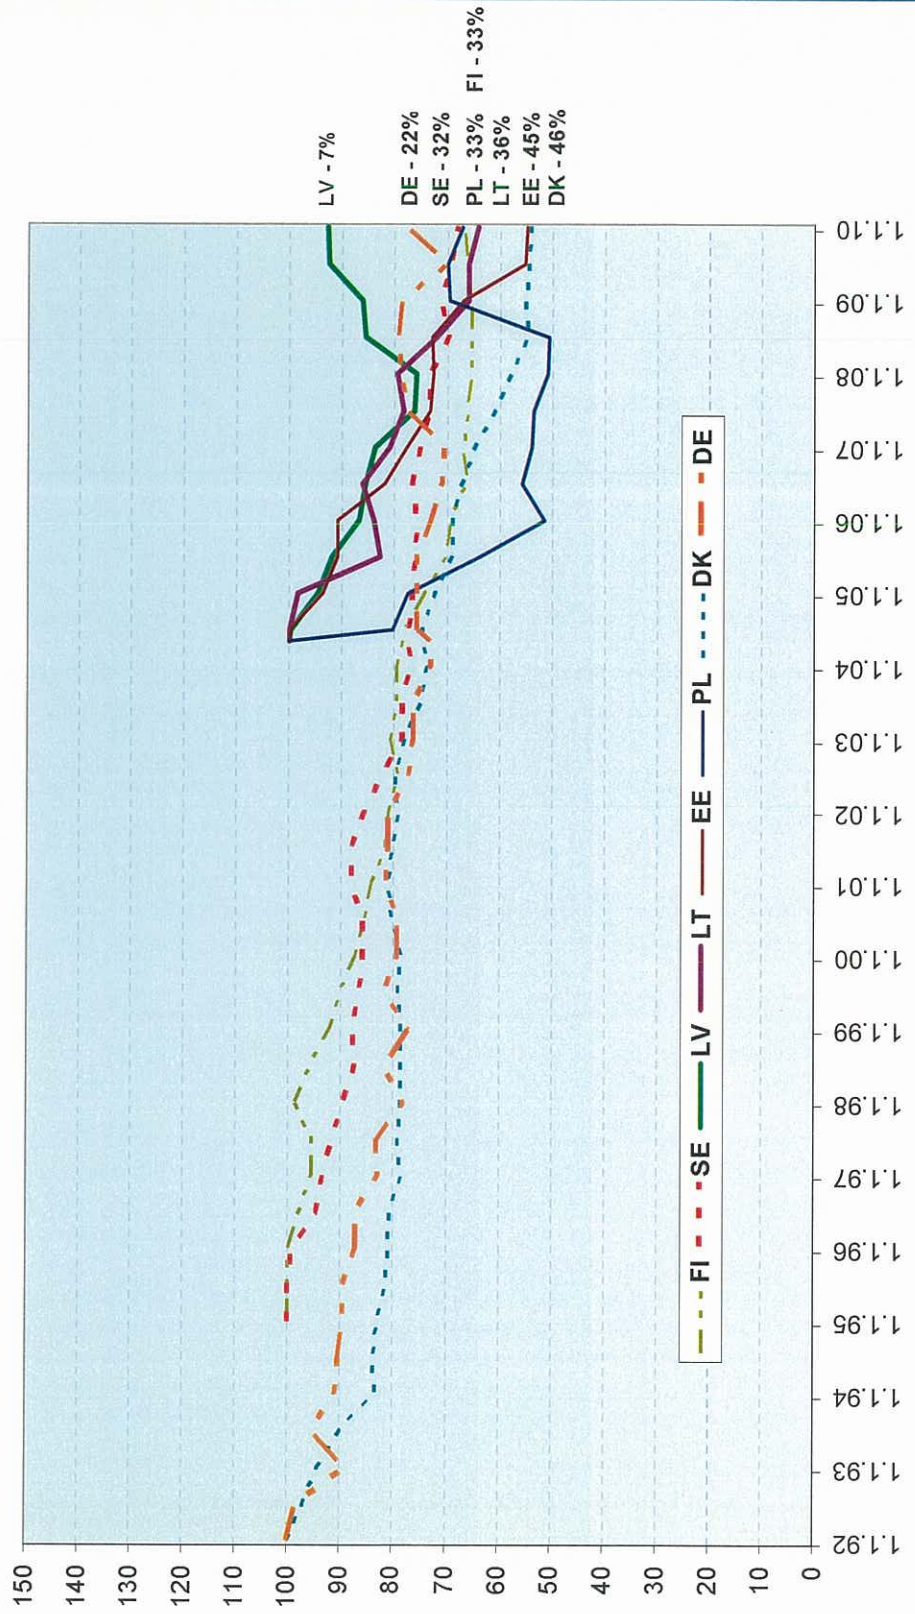 150
140
130
120
110
100
90
80
70
60
50
40
30
20
10
0
LV - 7%
DE - 22%
SE - 32%
PL - 33% FI - 33%
LT - 36%
EE - 45%
DK - 46%
FI SE LV LT EE PL DK DE
1.1.92 1.1.93 1.1.94 1.1.95 1.1.96 1.1.97 1.1.98 1.1.99 1.1.00 1.1.01 1.1.02 1.1.03 1.1.04 1.1.05 1.1.06 1.1.07 1.1.08 1.1.09 1.1.10